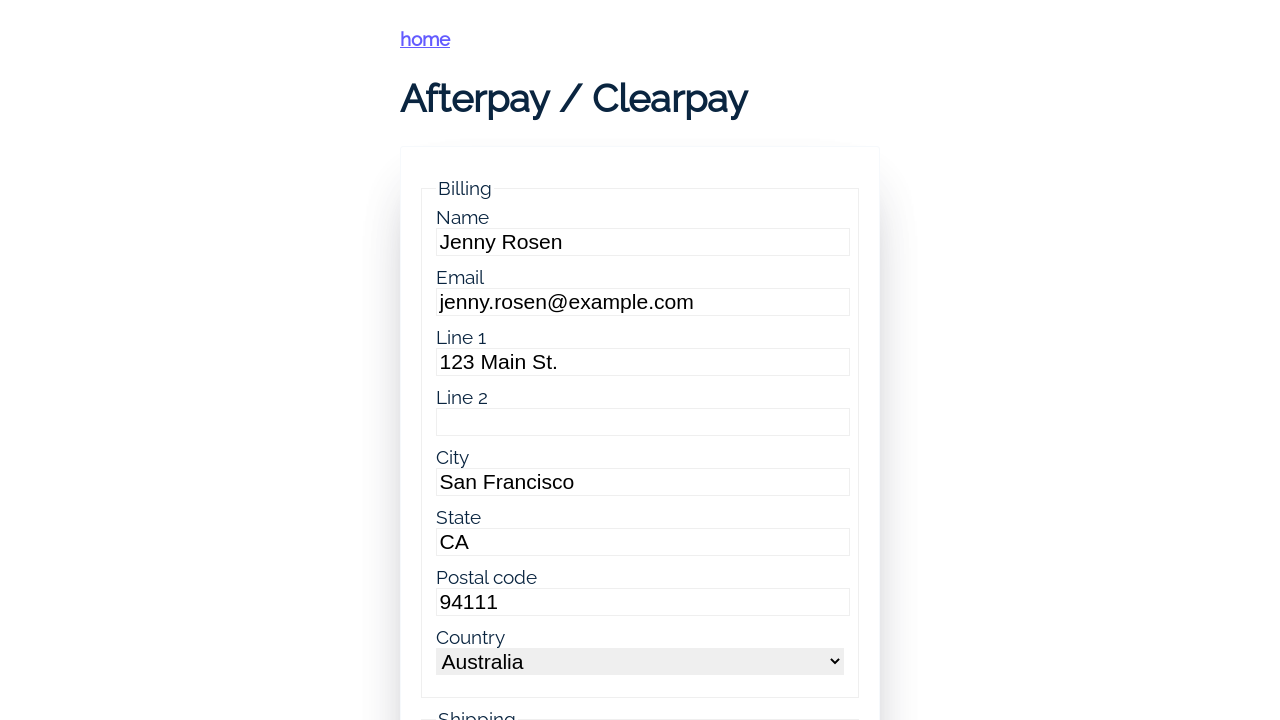 home
Afterpay / Clearpay
Billing
Name
Jenny Rosen
Email
jenny.rosen@example.com
Line 1
123 Main St.
Line 2
City
San Francisco
State
CA
Postal code
94111
Country
Australia
Shipping